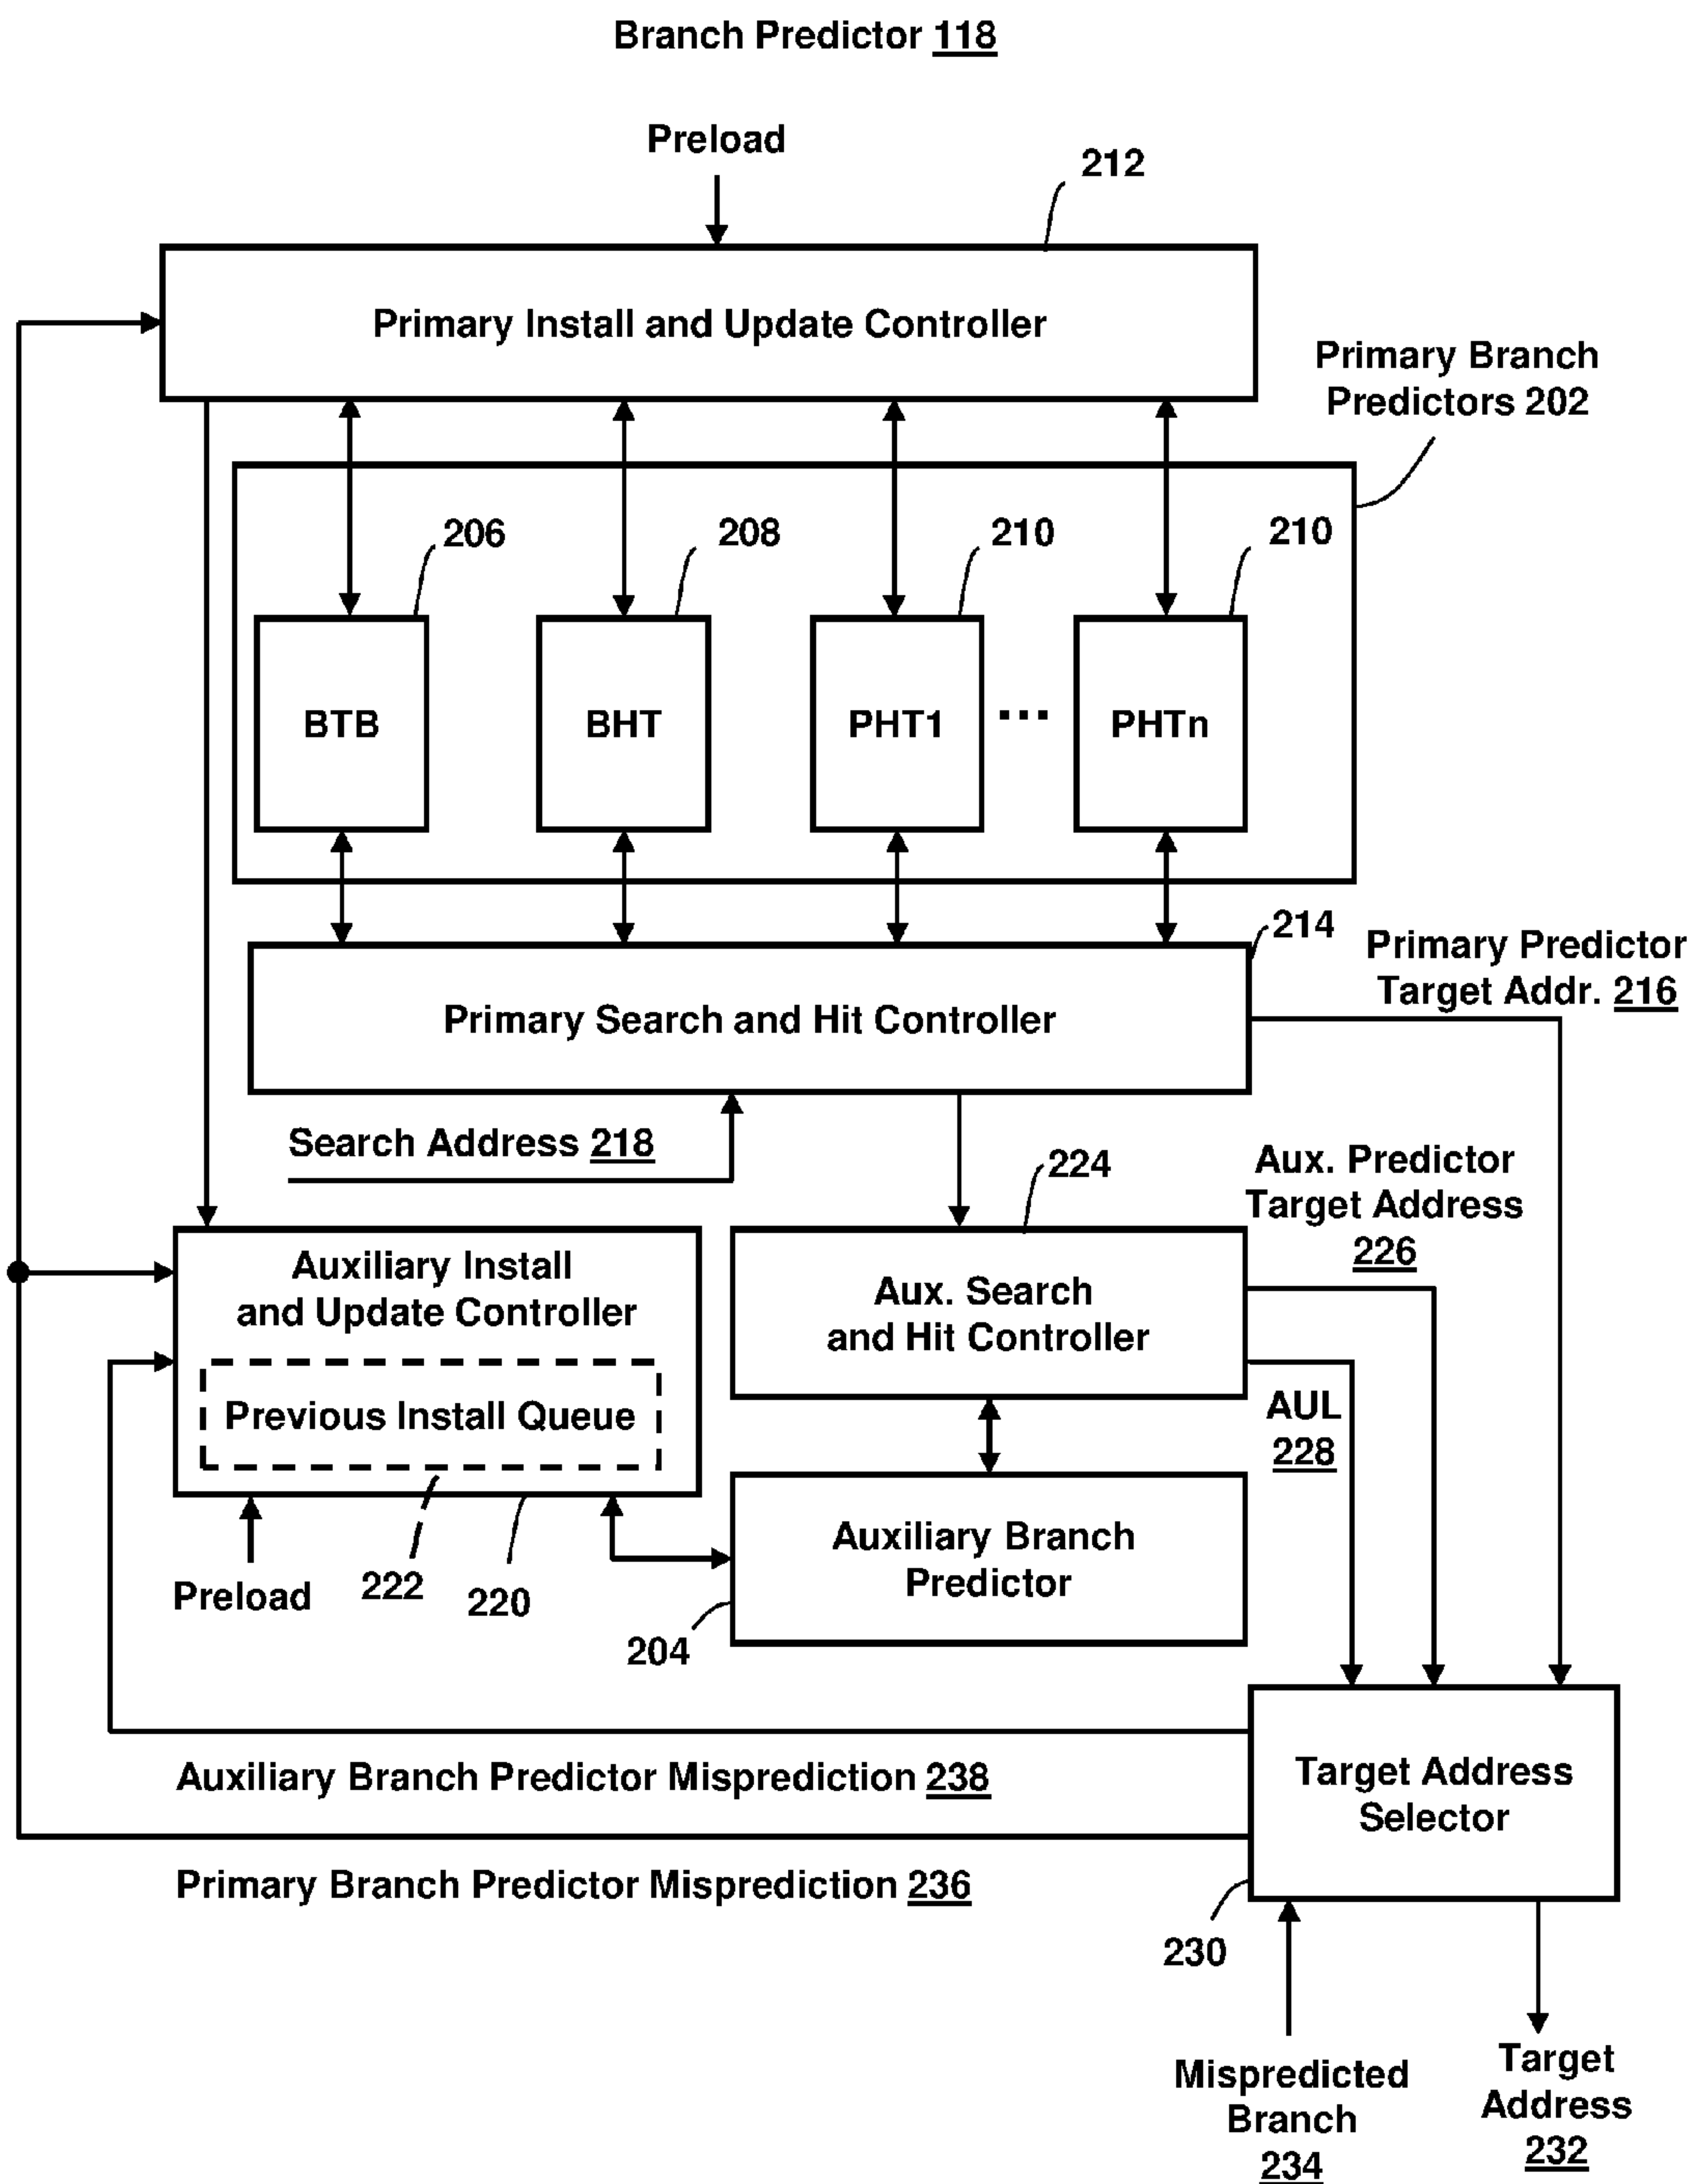 Branch Predictor 118
Preload
212
Primary Install and Update Controller
Primary Branch
Predictors 202
206
208
210
210
BTB
BHT
PHT1
...
PHTn
214
Primary Predictor
Target Addr. 216
Primary Search and Hit Controller
Search Address 218
224
Aux. Predictor
Target Address
226
Auxiliary Install
and Update Controller
Aux. Search
and Hit Controller
Previous Install Queue
AUL
228
Auxiliary Branch
Predictor
Preload
222
220
204
Auxiliary Branch Predictor Misprediction 238
Target Address
Selector
Primary Branch Predictor Misprediction 236
230
Mispredicted
Branch
234
Target
Address
232